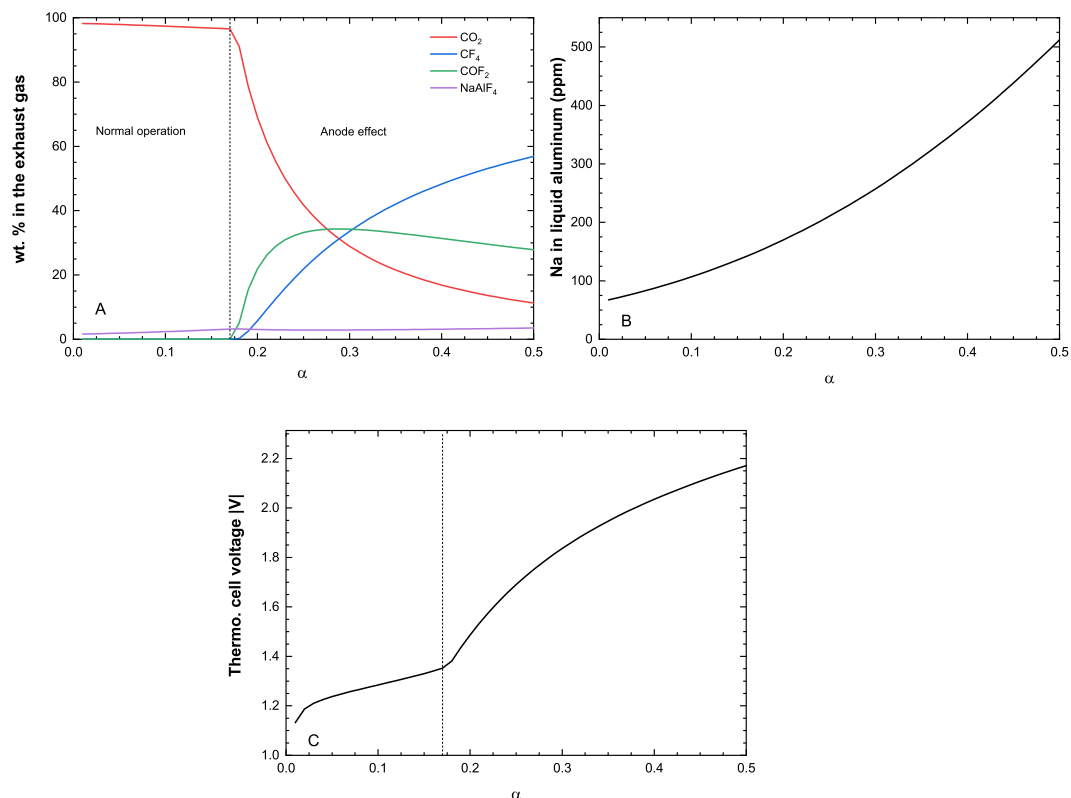 wt. % in the exhaust gas
100
80
60
40
20
0
CO₂
CF₄
COF₂
NaAlF₄
Normal operation
Anode effect
A
0.0 0.1 0.2 0.3 0.4 0.5
α
Na in liquid aluminum (ppm)
500
450
300
250
200
150
100
50
0
B
0.0 0.1 0.2 0.3 0.4 0.5
α
Thermo. cell voltage |V|
2.2
2.0
1.8
1.6
1.4
1.2
1.0
C
0.0 0.1 0.2 0.3 0.4 0.5
α